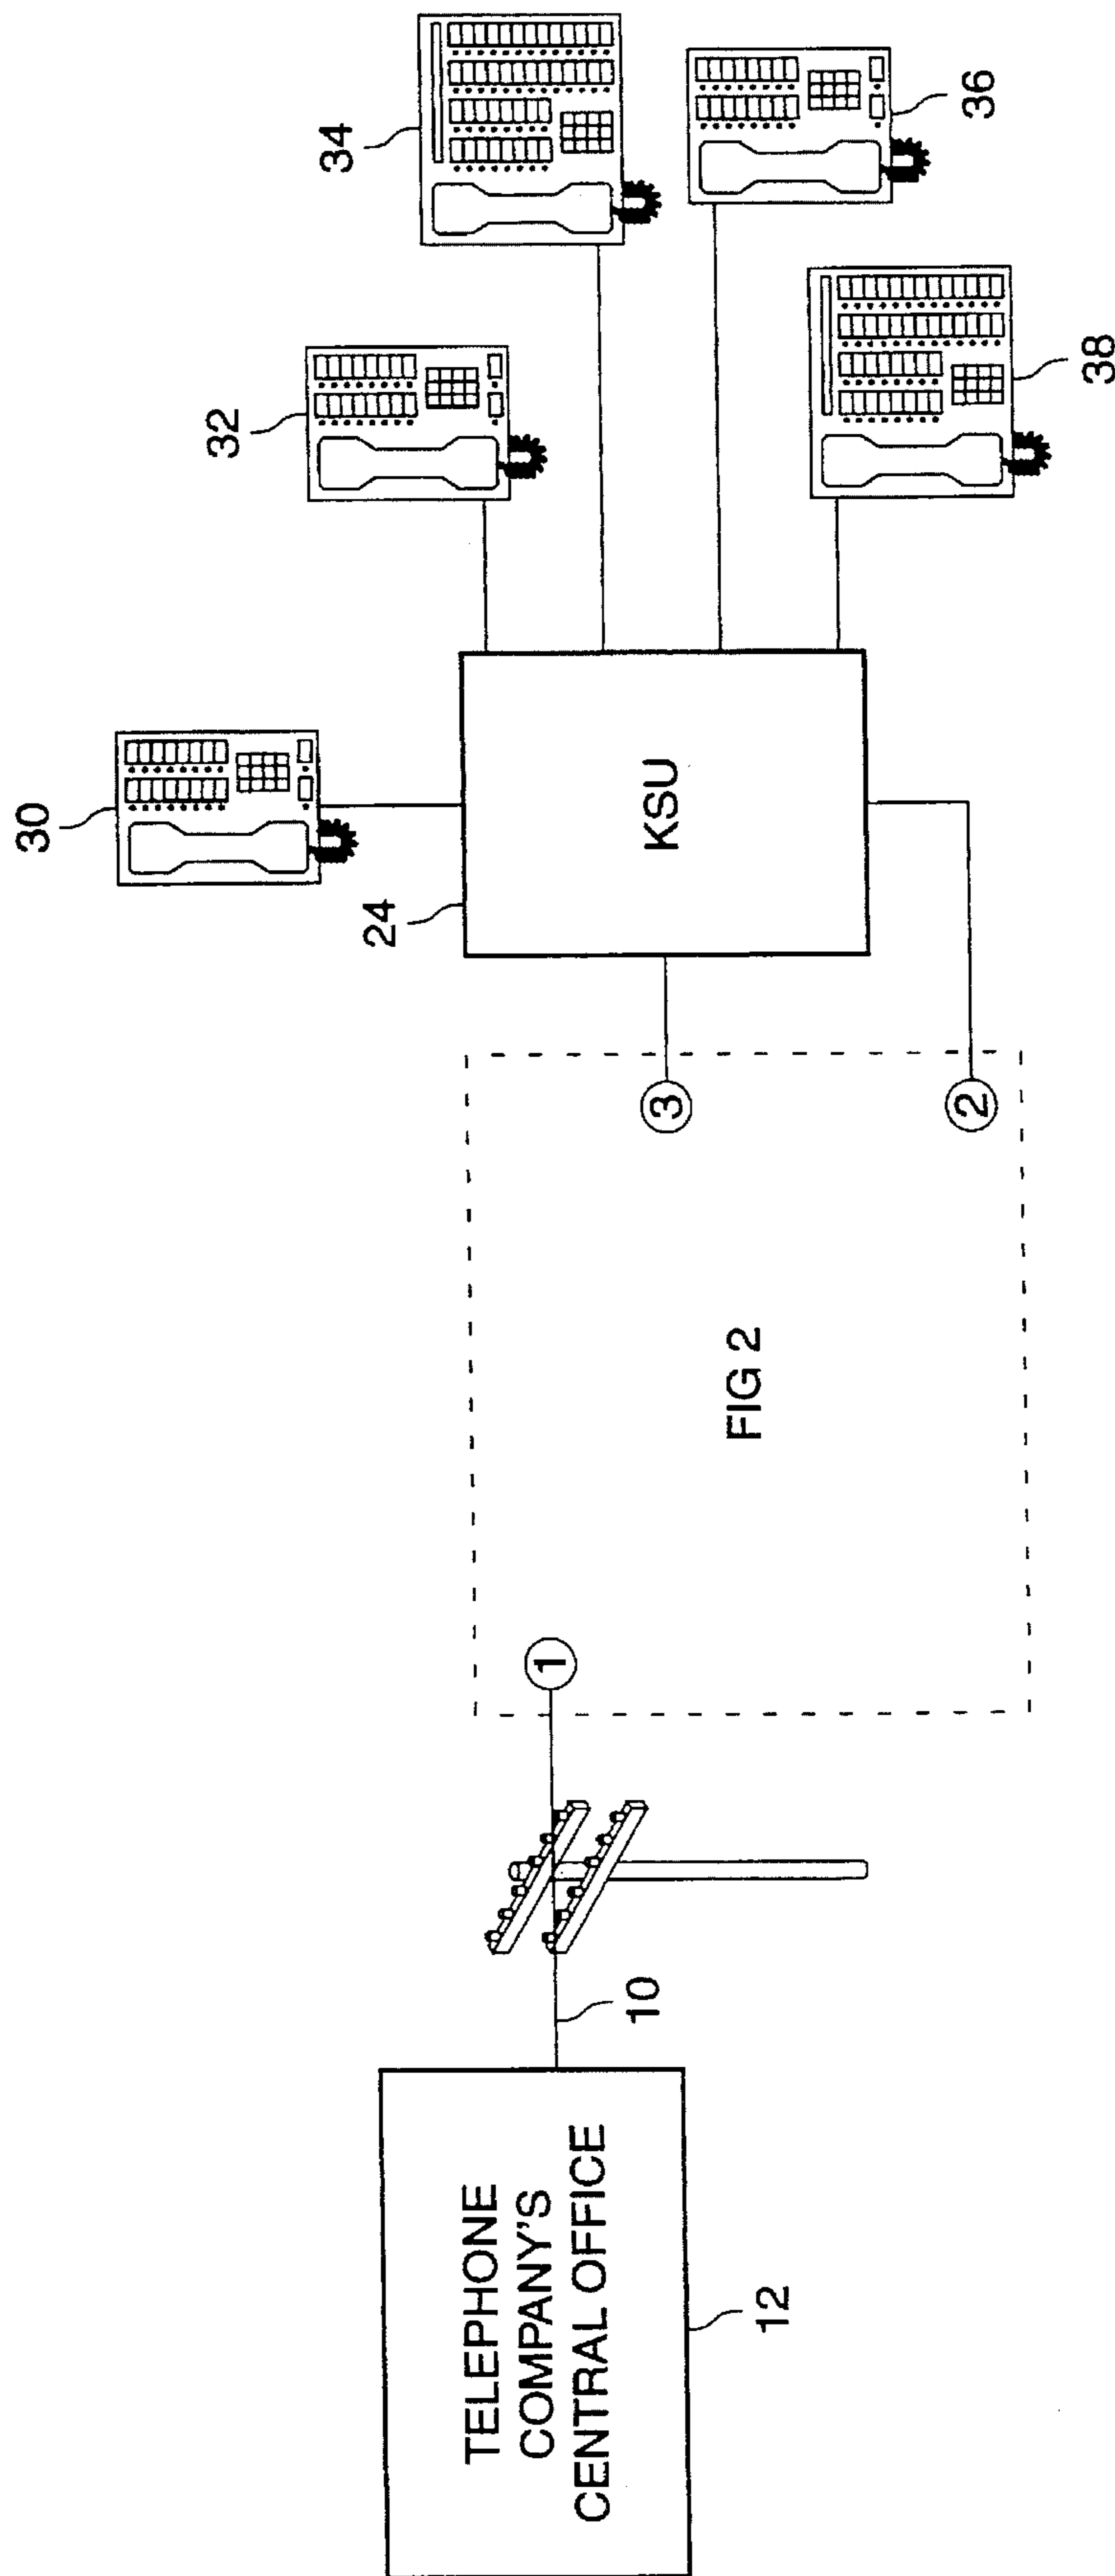 TELEPHONE
COMPANY'S
CENTRAL OFFICE
12
10
1
FIG 2
3
2
KSU
24
30
32
34
36
38